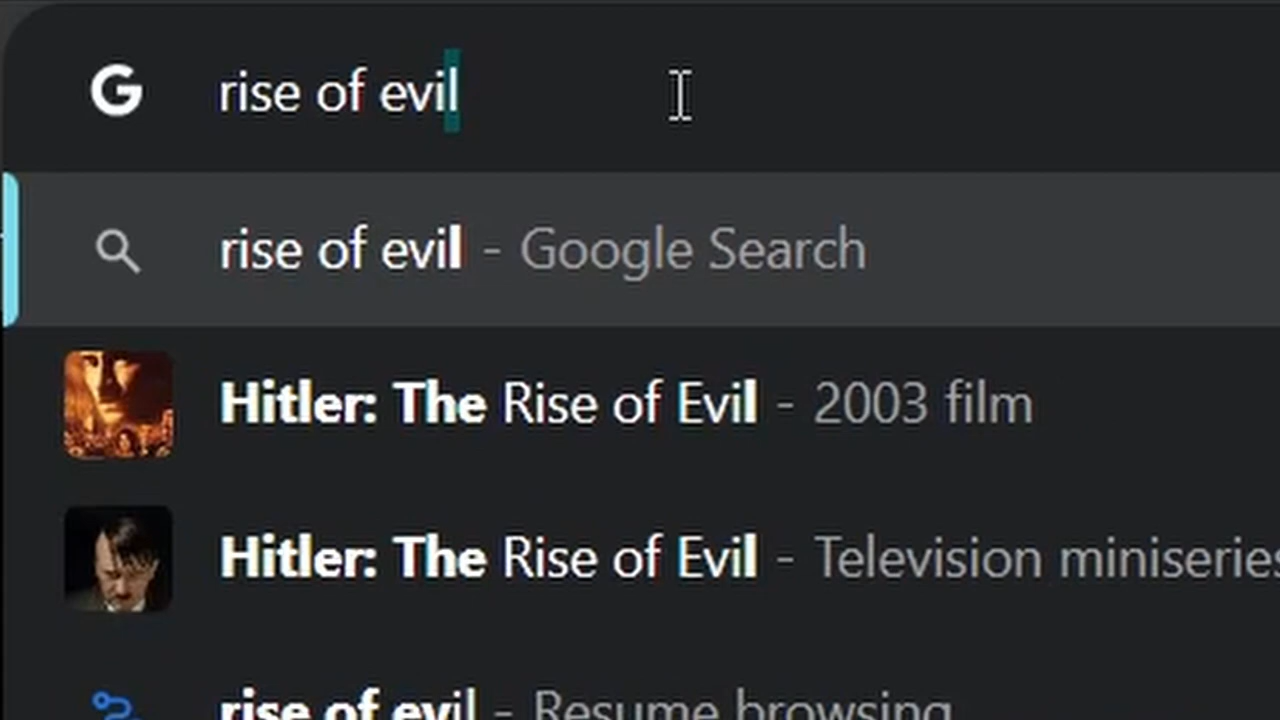 rise of evil
rise of evil - Google Search
Hitler: The Rise of Evil - 2003 film
Hitler: The Rise of Evil - Television miniseries
rise of evil - Resume browsing